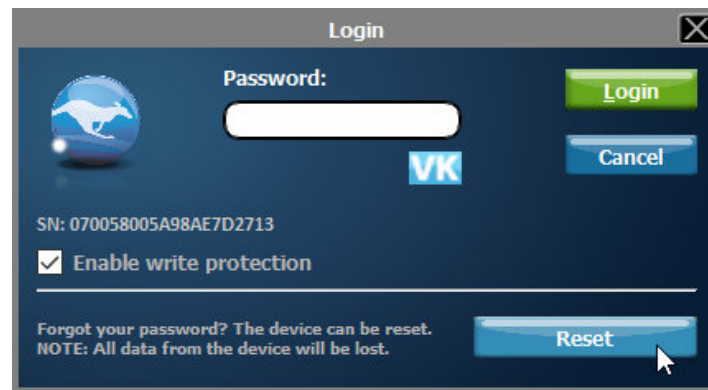 Login
Password:
Login
VK
Cancel
SN: 070058005A98AE7D2713
Enable write protection
Forgot your password? The device can be reset.
NOTE: All data from the device will be lost.
Reset